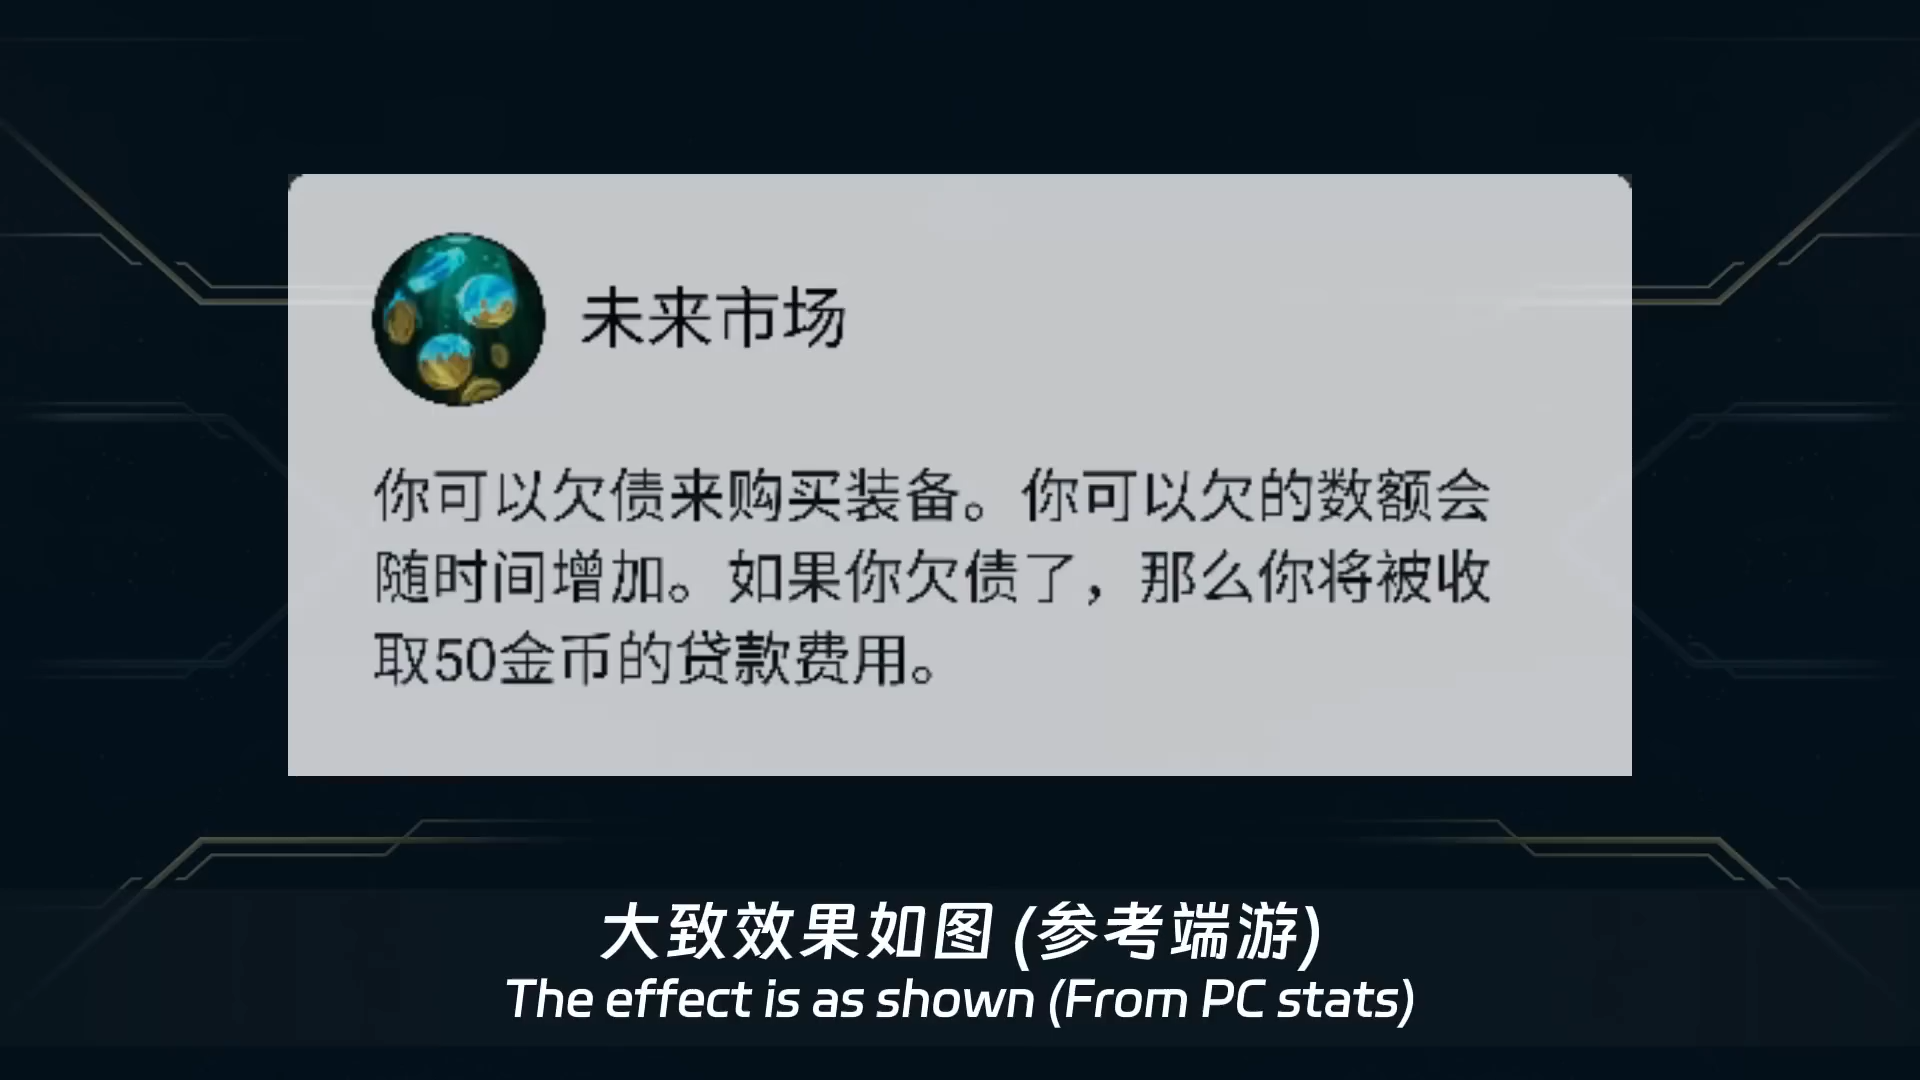 未来市场
你可以欠债来购买装备。你可以欠的数额会
随时间增加。如果你欠债了，那么你将被收
取50金币的贷款费用。
大致效果如图 (参考端游)
The effect is as shown (From PC stats)